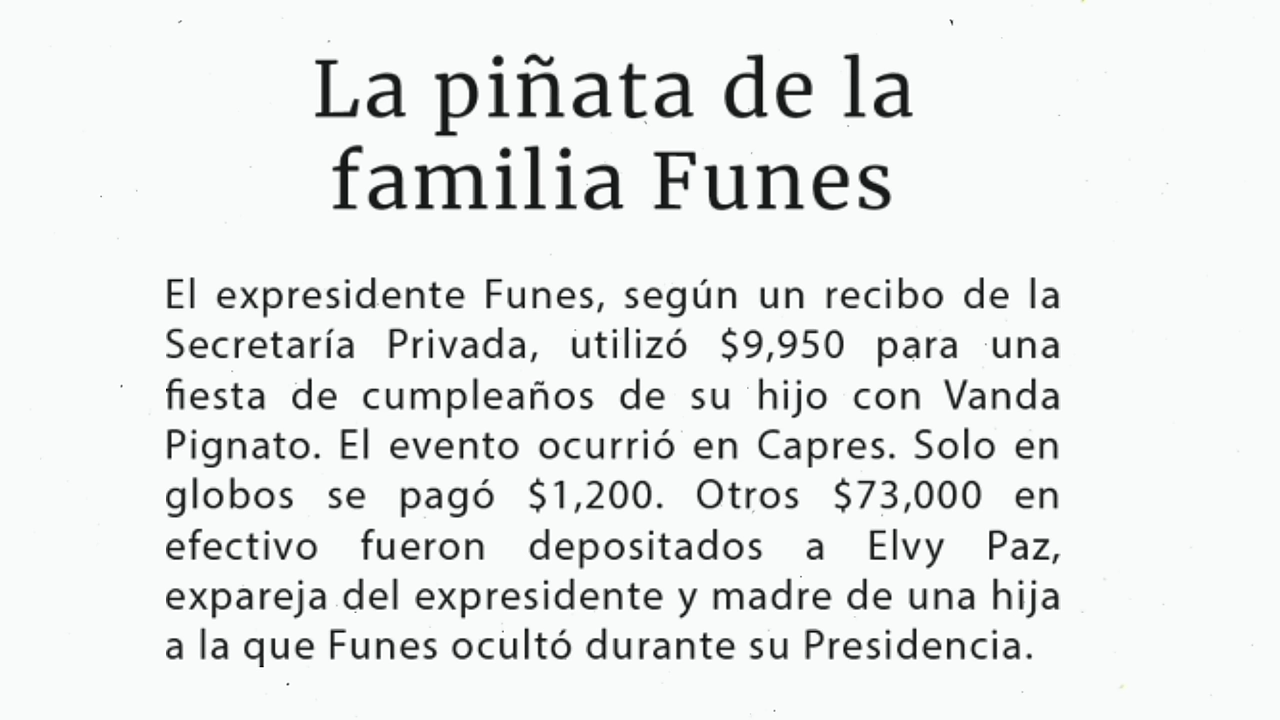 La piñata de la
familia Funes
El expresidente Funes, según un recibo de la
Secretaría Privada, utilizó $9,950 para una
fiesta de cumpleaños de su hijo con Vanda
Pignato. El evento ocurrió en Capres. Solo en
globos se pagó $1,200. Otros $73,000 en
efectivo fueron depositados a Elvy Paz,
expareja del expresidente y madre de una hija
a la que Funes ocultó durante su Presidencia.